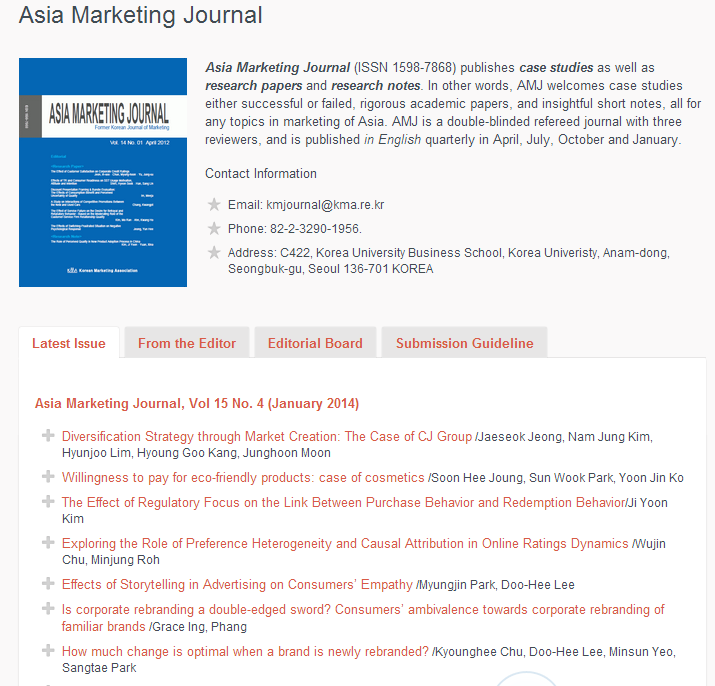 Asia Marketing Journal
ASIA MARKETING JOURNAL
Former Korean Journal of Marketing
Vol. 14 No. 01 April 2012
Korean Marketing Association
Asia Marketing Journal (ISSN 1598-7868) publishes case studies as well as
research papers and research notes. In other words, AMJ welcomes case studies
either successful or failed, rigorous academic papers, and insightful short notes, all for
any topics in marketing of Asia. AMJ is a double-blinded refereed journal with three
reviewers, and is published in English quarterly in April, July, October and January.
Contact Information
Email: kmjournal@kma.re.kr
Phone: 82-2-3290-1956.
Address: C422, Korea University Business School, Korea Univeristy, Anam-dong,
Seongbuk-gu, Seoul 136-701 KOREA
Latest Issue
From the Editor
Editorial Board
Submission Guideline
Asia Marketing Journal, Vol 15 No. 4 (January 2014)
Diversification Strategy through Market Creation: The Case of CJ Group /Jaeseok Jeong, Nam Jung Kim,
Hyunjoo Lim, Hyoung Goo Kang, Junghoon Moon
Willingness to pay for eco-friendly products: case of cosmetics /Soon Hee Joung, Sun Wook Park, Yoon Jin Ko
The Effect of Regulatory Focus on the Link Between Purchase Behavior and Redemption Behavior/Ji Yoon
Kim
Exploring the Role of Preference Heterogeneity and Causal Attribution in Online Ratings Dynamics /Wujin
Chu, Minjung Roh
Effects of Storytelling in Advertising on Consumers’ Empathy /Myungjin Park, Doo-Hee Lee
Is corporate rebranding a double-edged sword? Consumers’ ambivalence towards corporate rebranding of
familiar brands /Grace Ing, Phang
How much change is optimal when a brand is newly rebranded? /Kyounghee Chu, Doo-Hee Lee, Minsun Yeo,
Sangtae Park